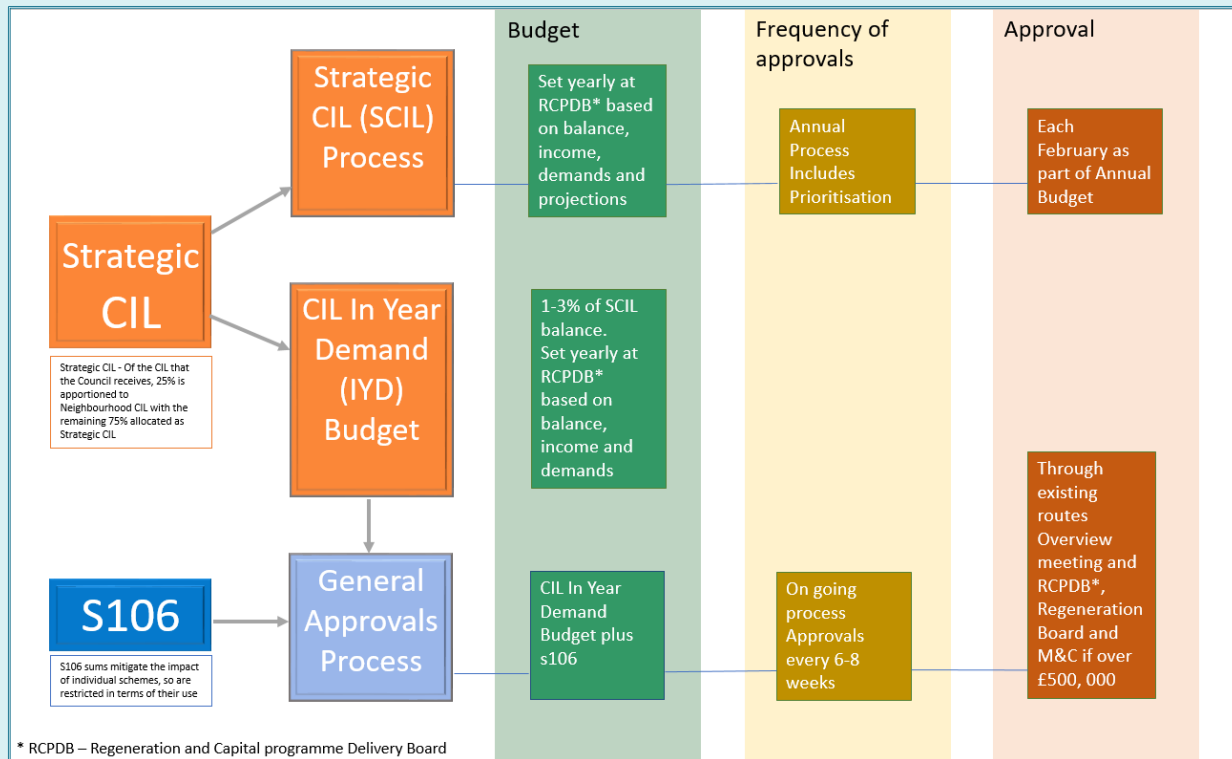 Budget
Frequency of
approvals
Approval
Strategic
CIL (SCIL)
Process
Set yearly at
RCPDB* based
on balance,
income,
demands and
projections
Annual
Process
Includes
Prioritisation
Each
February as
part of Annual
Budget
Strategic
CIL
Strategic CIL - Of the CIL that
the Council receives, 25% is
apportioned to
Neighbourhood CIL with the
remaining 75% allocated as
Strategic CIL
CIL In Year
Demand
(IYD)
Budget
1-3% of SCIL
balance.
Set yearly at
RCPDB*
based on
balance,
income and
demands
S106
S106 sums mitigate the impact
of individual schemes, so are
restricted in terms of their use
General
Approvals
Process
CIL In Year
Demand
Budget plus
s106
On going
process
Approvals
every 6-8
weeks
Through
existing
routes
Overview
meeting and
RCPDB*,
Regeneration
Board and
M&C if over
£500, 000
* RCPDB – Regeneration and Capital programme Delivery Board